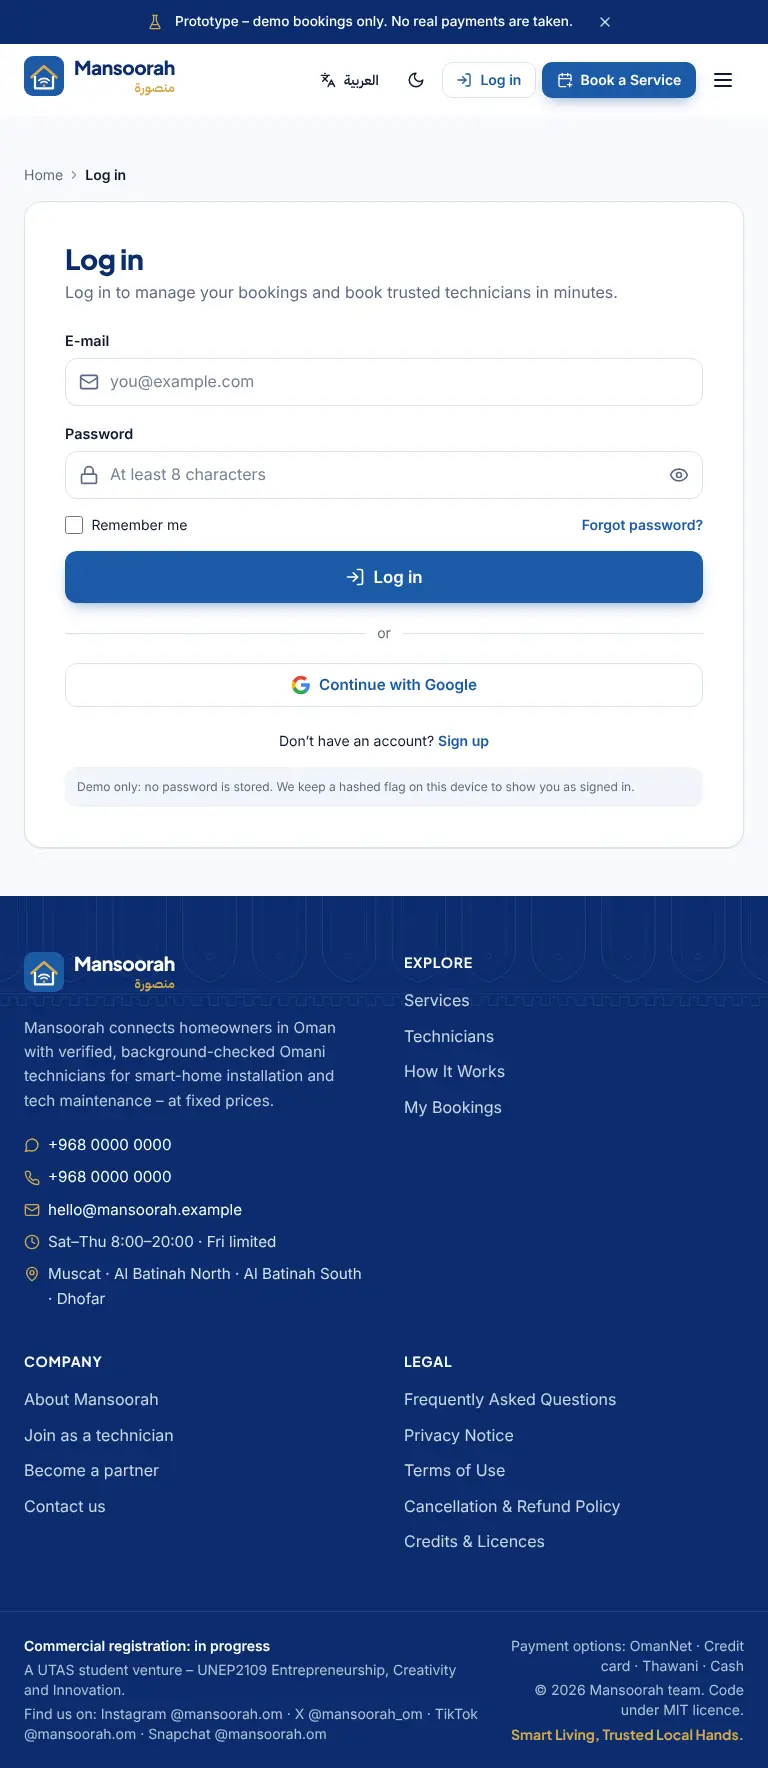 Prototype – demo bookings only. No real payments are taken.
Mansoorah
منصورة
العربية
Log in
Book a Service
Home
Log in
Log in
Log in to manage your bookings and book trusted technicians in minutes.
E-mail
you@example.com
Password
At least 8 characters
Remember me
Forgot password?
Log in
or
Continue with Google
Don’t have an account? Sign up
Demo only: no password is stored. We keep a hashed flag on this device to show you as signed in.
Mansoorah
منصورة
Mansoorah connects homeowners in Oman
with verified, background-checked Omani
technicians for smart-home installation and
tech maintenance – at fixed prices.
+968 0000 0000
+968 0000 0000
hello@mansoorah.example
Sat–Thu 8:00–20:00 · Fri limited
Muscat · Al Batinah North · Al Batinah South
· Dhofar
EXPLORE
Services
Technicians
How It Works
My Bookings
COMPANY
About Mansoorah
Join as a technician
Become a partner
Contact us
LEGAL
Frequently Asked Questions
Privacy Notice
Terms of Use
Cancellation & Refund Policy
Credits & Licences
Commercial registration: in progress
A UTAS student venture – UNEP2109 Entrepreneurship, Creativity
and Innovation.
Find us on: Instagram @mansoorah.om · X @mansoorah_om · TikTok
@mansoorah.om · Snapchat @mansoorah.om
Payment options: OmanNet · Credit
card · Thawani · Cash
© 2026 Mansoorah team. Code
under MIT licence.
Smart Living, Trusted Local Hands.